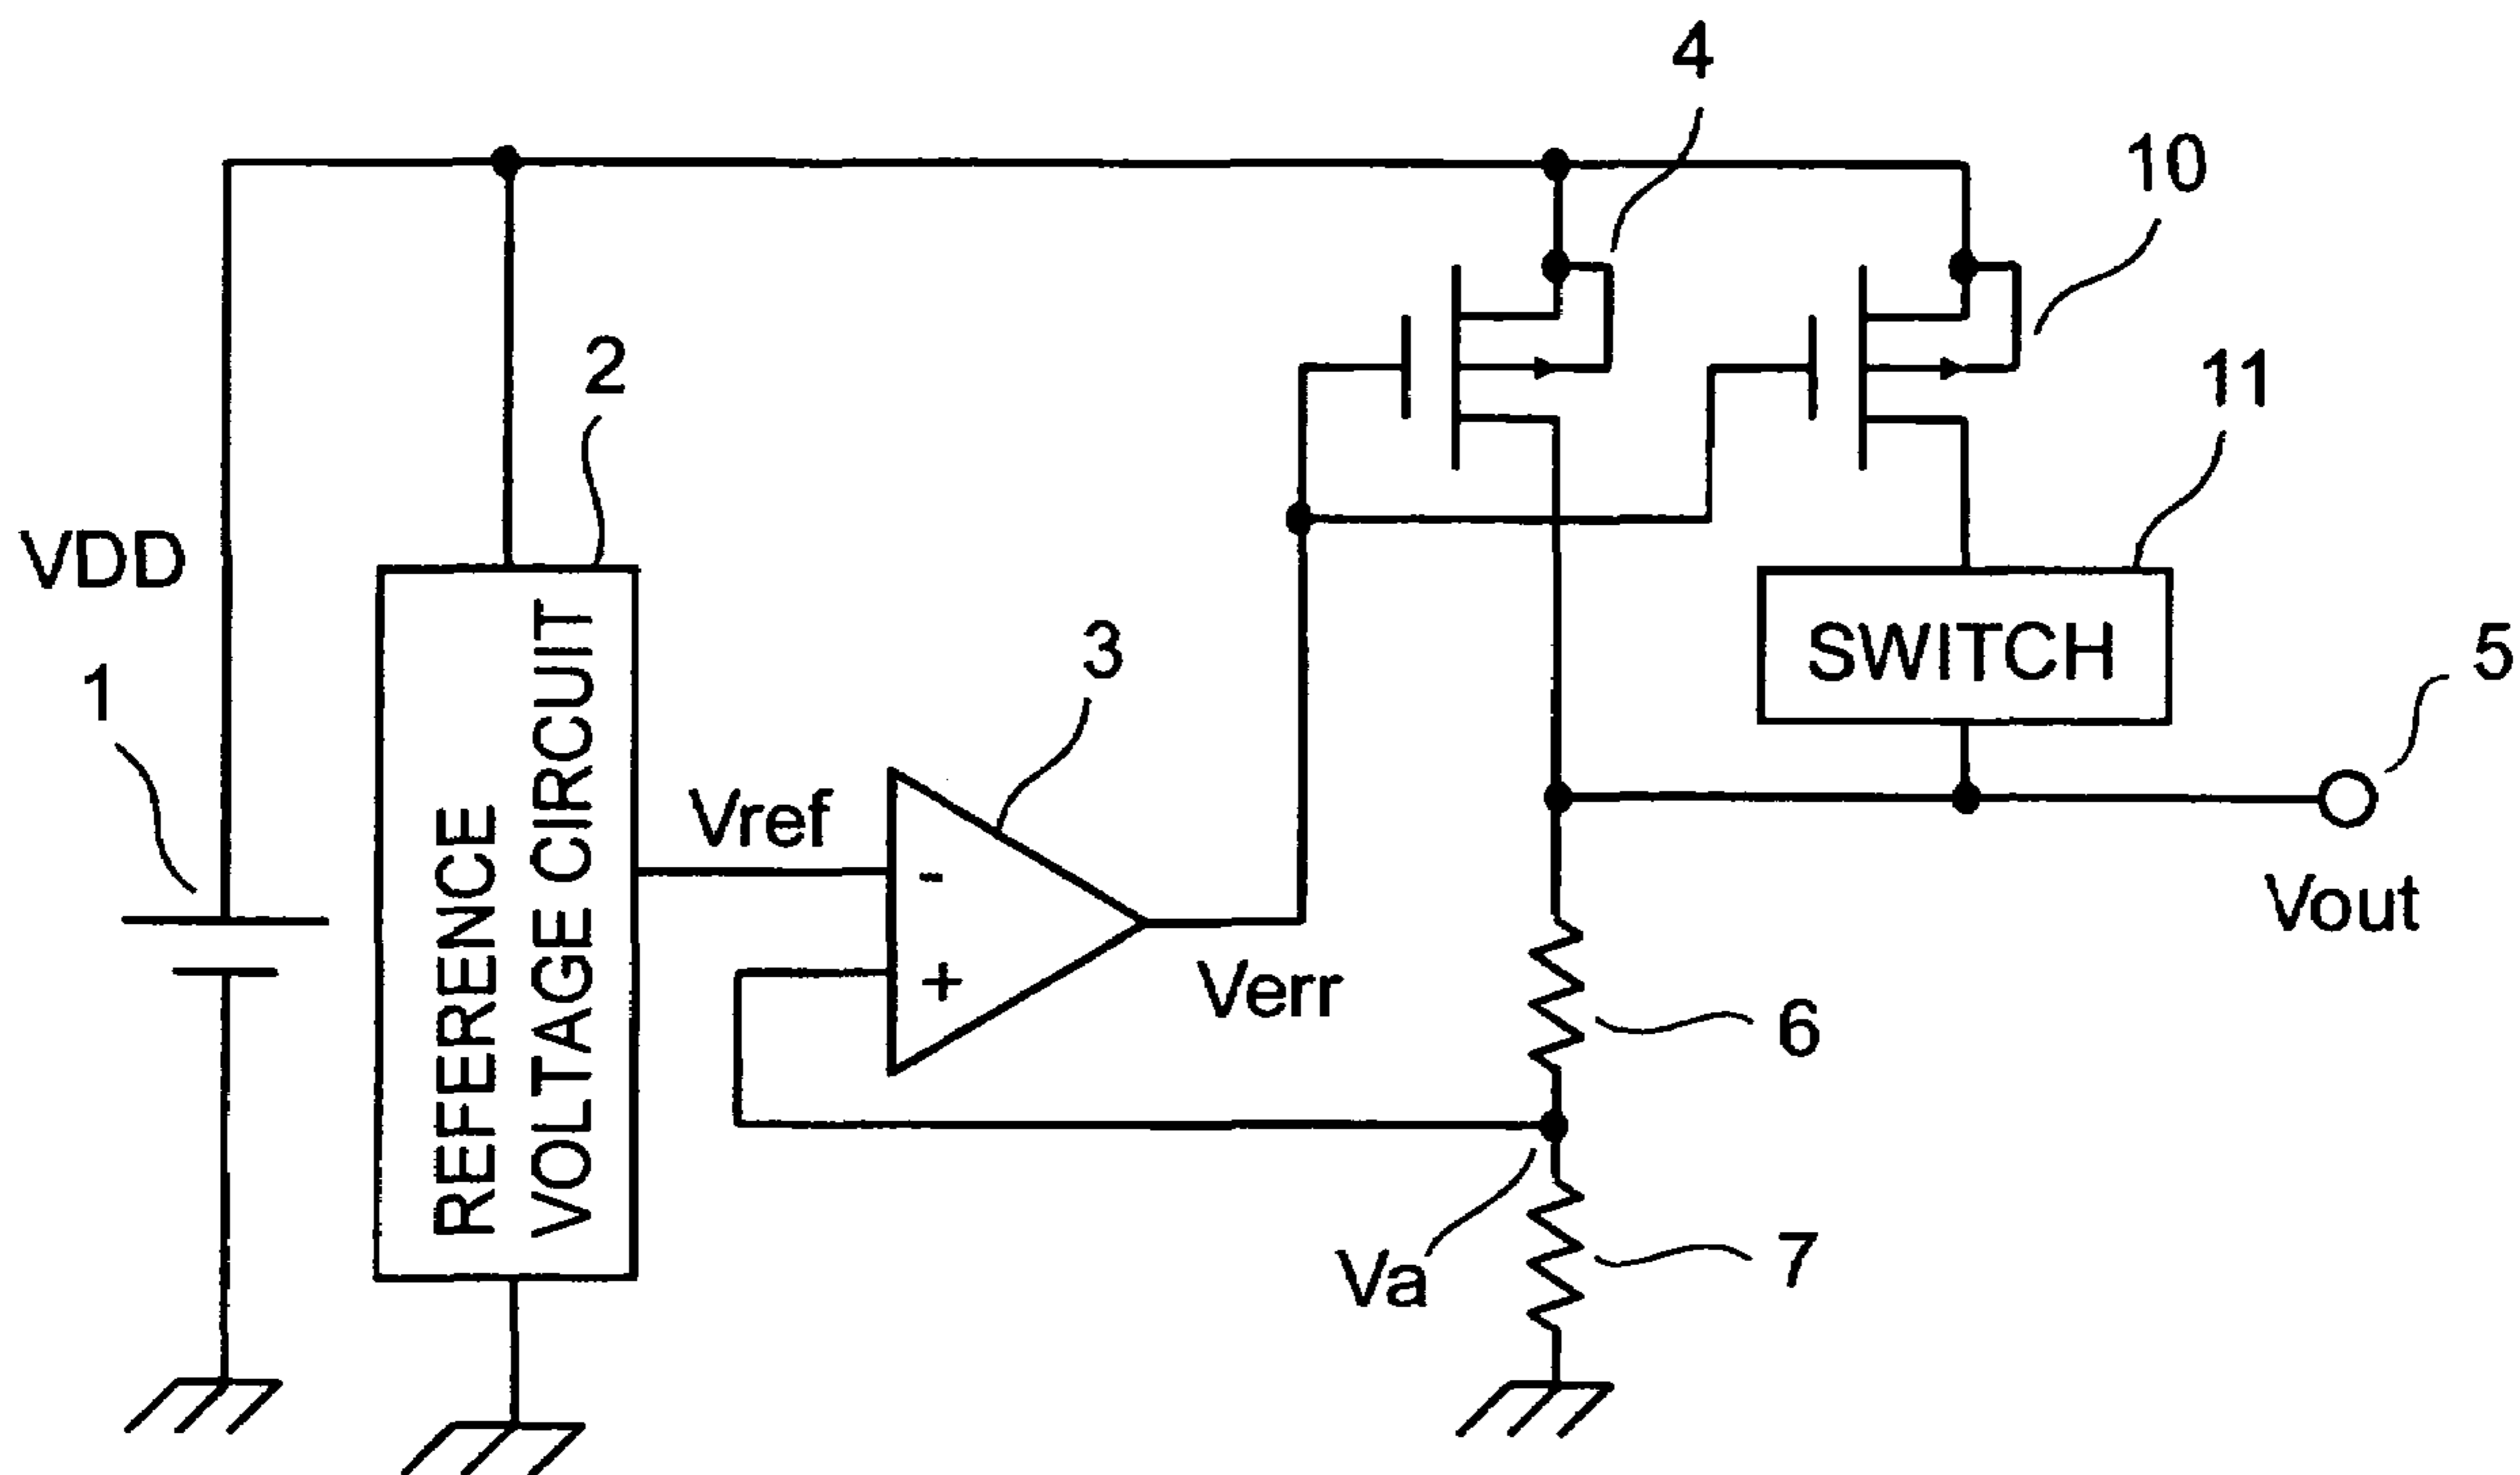 4
10
2
11
VDD
3
SWITCH
5
1
REFERENCE
VOLTAGE CIRCUIT
Vref
-
Vout
+
Verr
6
Va
7